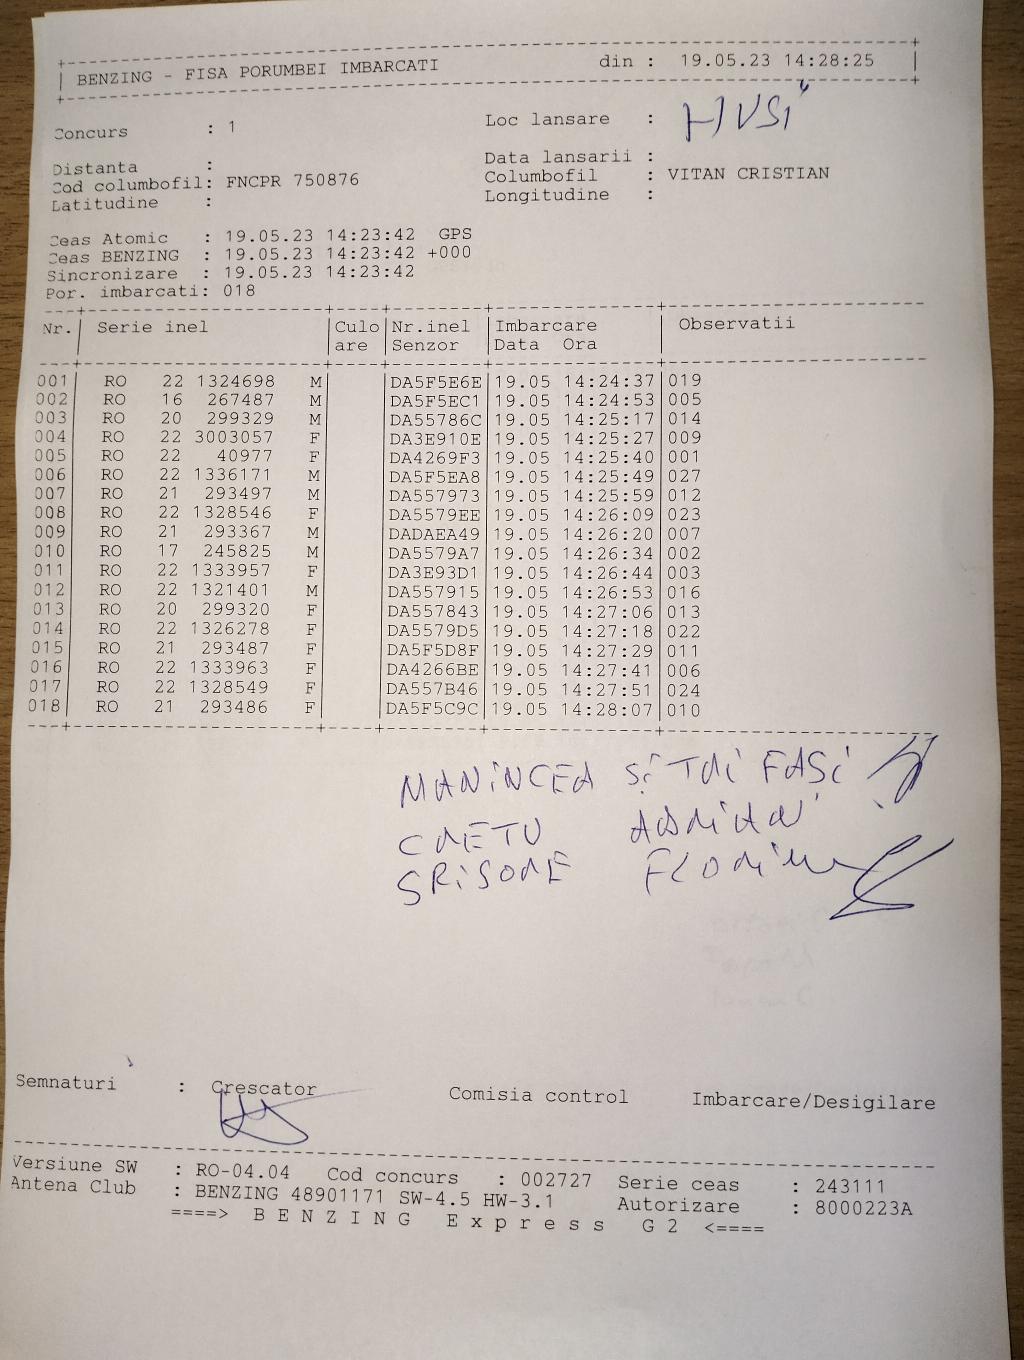 BENZING - FISA PORUMBEI IMBARCATI din : 19.05.23 14:28:25
Concurs : 1 Loc lansare : HUSI
Distanta : Data lansarii :
Cod columbofil: FNCPR 750876 Columbofil : VITAN CRISTIAN
Latitudine : Longitudine :
Ceas Atomic : 19.05.23 14:23:42 GPS
Ceas BENZING : 19.05.23 14:23:42 +000
Sincronizare : 19.05.23 14:23:42
Por. imbarcati: 018
Nr. Serie inel Culo Nr.inel Imbarcare Observatii
are Senzor Data Ora
001 RO 22 1324698 M DA5F5E6E 19.05 14:24:37 019
002 RO 16 267487 M DA5F5EC1 19.05 14:24:53 005
003 RO 20 299329 M DA55786C 19.05 14:25:17 014
004 RO 22 3003057 F DA3E910E 19.05 14:25:27 009
005 RO 22 40977 F DA4269F3 19.05 14:25:40 001
006 RO 22 1336171 M DA5F5EA8 19.05 14:25:49 027
007 RO 21 293497 M DA557973 19.05 14:25:59 012
008 RO 22 1328546 F DA5579EE 19.05 14:26:09 023
009 RO 21 293367 M DADAEA49 19.05 14:26:20 007
010 RO 17 245825 M DA5579A7 19.05 14:26:34 002
011 RO 22 1333957 F DA3E93D1 19.05 14:26:44 003
012 RO 22 1321401 M DA557915 19.05 14:26:53 016
013 RO 20 299320 F DA557843 19.05 14:27:06 013
014 RO 22 1326278 F DA5579D5 19.05 14:27:18 022
015 RO 21 293487 F DA5F5D8F 19.05 14:27:29 011
016 RO 22 1333963 F DA4266BE 19.05 14:27:41 006
017 RO 22 1328549 F DA557B46 19.05 14:27:51 024
018 RO 21 293486 F DA5F5C9C 19.05 14:28:07 010
CRETU ADRIAN
FLORIN
Semnaturi : Crescator Comisia control Imbarcare/Desigilare
Versiune SW : RO-04.04 Cod concurs : 002727 Serie ceas : 243111
Antena Club : BENZING 48901171 SW-4.5 HW-3.1 Autorizare : 8000223A
====> B E N Z I N G E x p r e s s G 2 <====